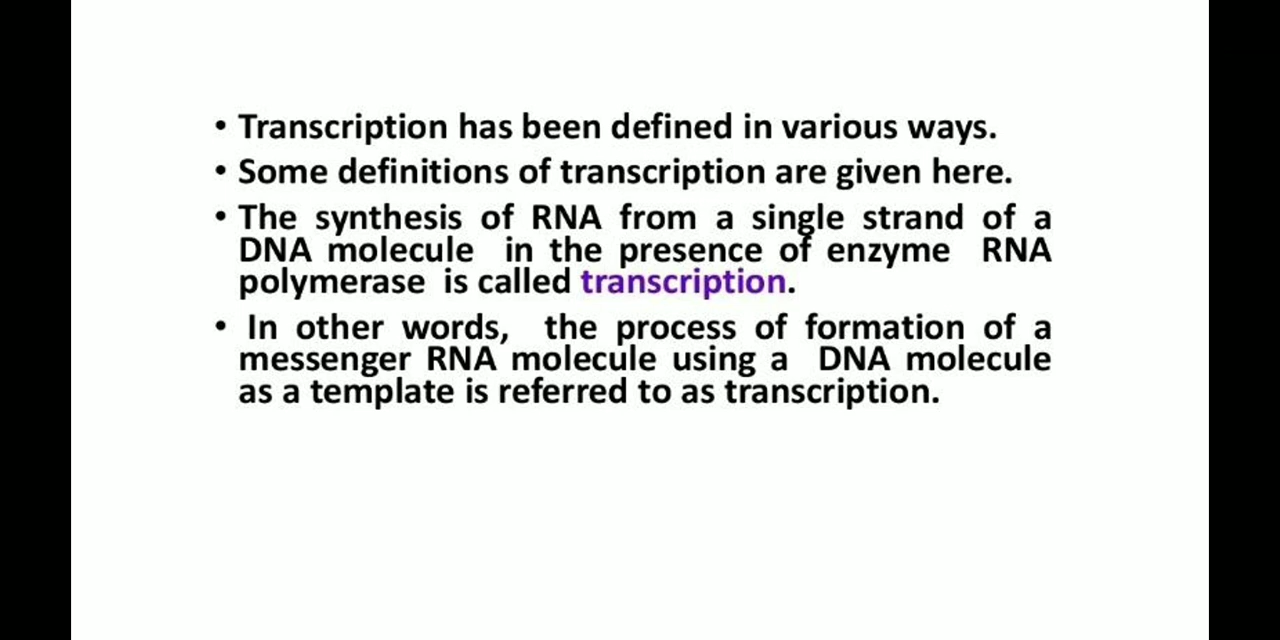 • Transcription has been defined in various ways.
• Some definitions of transcription are given here.
• The synthesis of RNA from a single strand of a
DNA molecule in the presence of enzyme RNA
polymerase is called transcription.
• In other words, the process of formation of a
messenger RNA molecule using a DNA molecule
as a template is referred to as transcription.